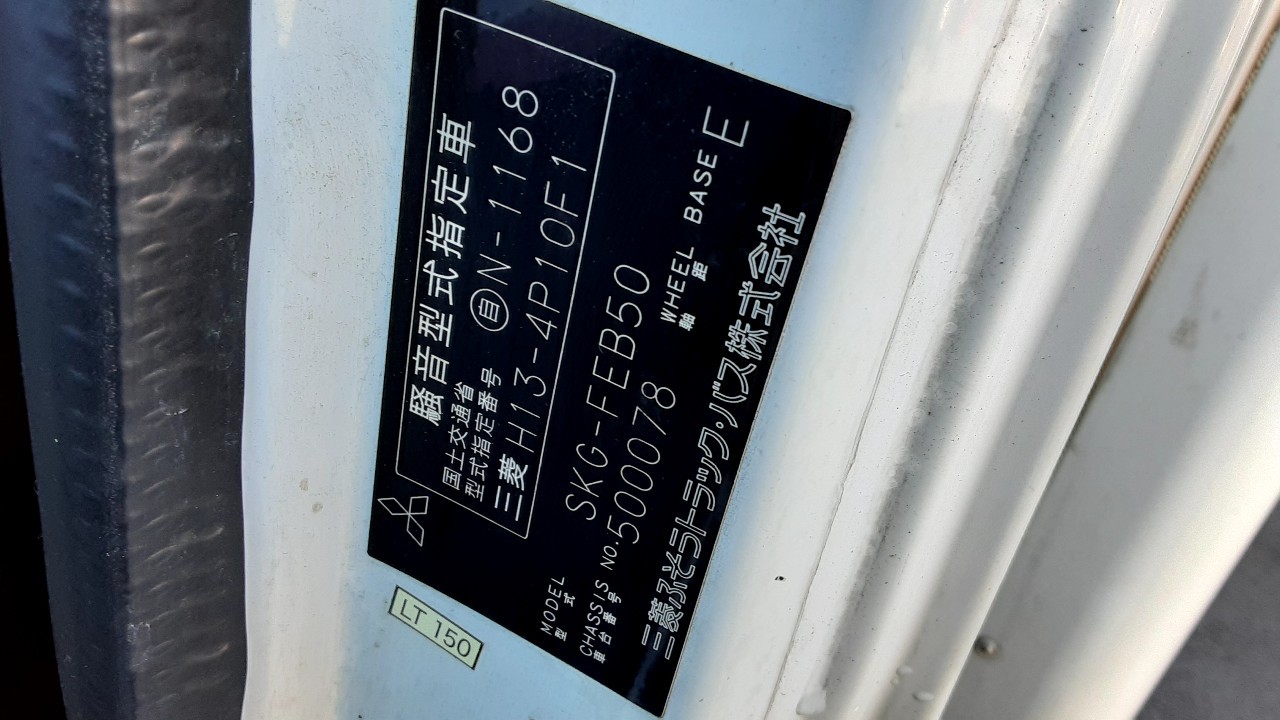 騒音型式指定車
国土交通省
型式指定番号 自N-1168
三菱 H13-4P10F1
MODEL
型 式 SKG-FEB50
CHASSIS NO. 5000078
車台番号
WHEEL BASE E
軸 距
三菱ふそうトラック・バス株式会社
LT 150